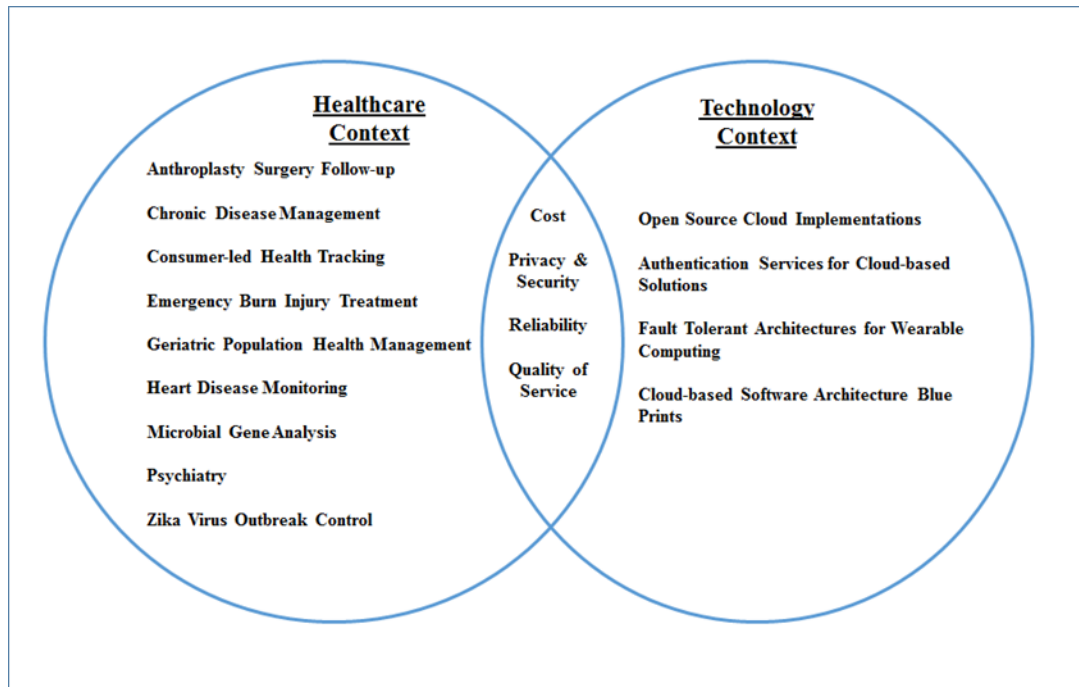 Healthcare
Context
Anthroplasty Surgery Follow-up
Chronic Disease Management
Consumer-led Health Tracking
Emergency Burn Injury Treatment
Geriatric Population Health Management
Heart Disease Monitoring
Microbial Gene Analysis
Psychiatry
Zika Virus Outbreak Control
Cost
Privacy &
Security
Reliability
Quality of
Service
Technology
Context
Open Source Cloud Implementations
Authentication Services for Cloud-based
Solutions
Fault Tolerant Architectures for Wearable
Computing
Cloud-based Software Architecture Blue
Prints